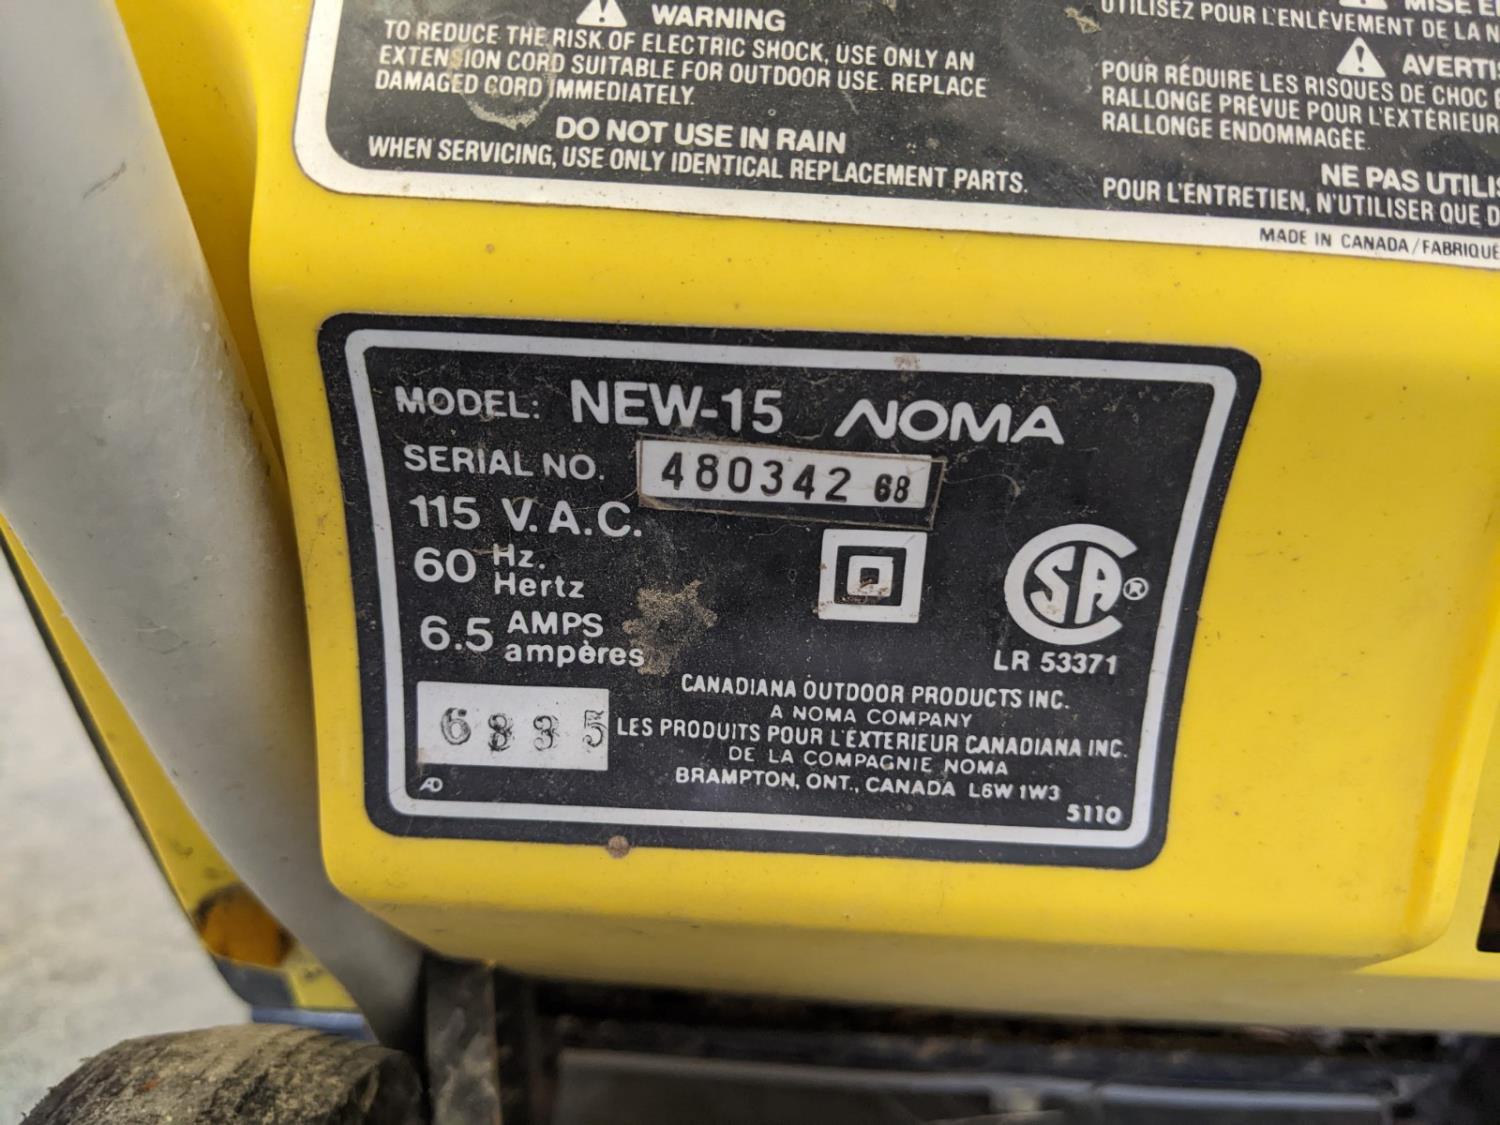 WARNING
TO REDUCE THE RISK OF ELECTRIC SHOCK, USE ONLY AN
EXTENSION CORD SUITABLE FOR OUTDOOR USE. REPLACE
DAMAGED CORD IMMEDIATELY.
DO NOT USE IN RAIN
WHEN SERVICING, USE ONLY IDENTICAL REPLACEMENT PARTS.
MISE
UTILISEZ POUR L'ENLÈVEMENT DE LA
POUR RÉDUIRE LES RISQUES DE CHOC
RALLONGE PRÉVUE POUR L'EXTÉRIEUR
RALLONGE ENDOMMAGÉE.
NE PAS
POUR L'ENTRETIEN, N'UTILISER QUE
MADE IN CANADA/
MODEL: NEW-15 NOMA
SERIAL NO. 480342 68
115 V.A.C.
60 Hz.
Hertz
6.5 AMPS
ampères
CSA®
LR 53371
CANADIANA OUTDOOR PRODUCTS INC.
A NOMA COMPANY
LES PRODUITS POUR L'EXTERIEUR CANADIANA INC.
DE LA COMPAGNIE NOMA
BRAMPTON, ONT., CANADA L6W 1W3
5110